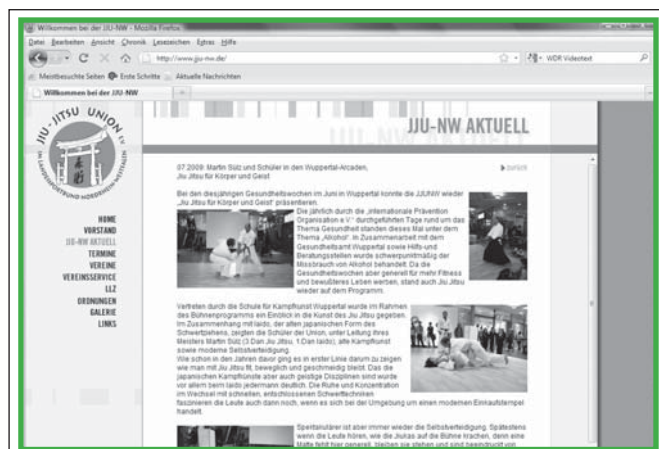 Willkommen bei der JJU-NW - Mozilla Firefox
Datei Bearbeiten Ansicht Chronik Lesezeichen Extras Hilfe
http://www.jju-nw.de/
WDR Videotext
Meistbesuchte Seiten Erste Schritte Aktuelle Nachrichten
Willkommen bei der JJU-NW
JIU-JITSU UNION E.V.
IM LANDESSPORTBUND NORDRHEIN-WESTFALEN
JJU-NW AKTUELL
HOME
VORSTAND
JJU-NW AKTUELL
TERMINE
VEREINE
VEREINSSERVICE
LLZ
ORDNUNGEN
GALERIE
LINKS
07.2009: Martin Sülz und Schüler in den Wuppertal-Arcaden,
Jiu Jitsu für Körper und Geist
zurück
Bei den diesjährigen Gesundheitswochen im Juni in Wuppertal konnte die JJUNW wieder
„Jiu Jitsu für Körper und Geist" präsentieren.
Die jährlich durch die „internationale Prävention
Organisation e.V." durchgeführten Tage rund um das
Thema Gesundheit standen dieses Mal unter dem
Thema „Alkohol". In Zusammenarbeit mit dem
Gesundheitsamt Wuppertal sowie Hilfs-und
Beratungsstellen wurde schwerpunktmäßig der
Missbrauch von Alkohol behandelt. Da die
Gesundheitswochen aber generell für mehr Fitness
und bewußteres Leben werben, stand auch Jiu Jitsu
wieder auf dem Programm.
Vertreten durch die Schule für Kampfkunst Wuppertal wurde im Rahmen
des Bühnenprogramms ein Einblick in die Kunst des Jiu Jitsu gegeben.
Im Zusammenhang mit Iaido, der alten japanischen Form des
Schwertziehens, zeigten die Schüler der Union, unter Leitung ihres
Meisters Martin Sülz (3.Dan Jiu Jitsu, 1.Dan Iaido), alte Kampfkunst
sowie moderne Selbstverteidigung.
Wie schon in den Jahren davor ging es in erster Linie darum zu zeigen
wie man mit Jiu Jitsu fit, beweglich und geschmeidig bleibt. Das die
japanischen Kampfkünste aber auch geistige Disziplinen sind wurde
vor allem beim Iaido jedermann deutlich. Die Ruhe und Konzentration
im Wechsel mit schnellen, entschlossenen Schwerttechniken
faszinieren die Leute auch dann noch, wenn es sich bei der Umgebung um einen modernen Einkaufstempel
handelt.
Spektakulärer ist aber immer wieder die Selbstverteidigung. Spätestens
wenn die Leute hören, wie die Jiukas auf die Bühne krachen, denn eine
Matte fehlt hier generell, bleiben sie stehen und sind beeindruckt von